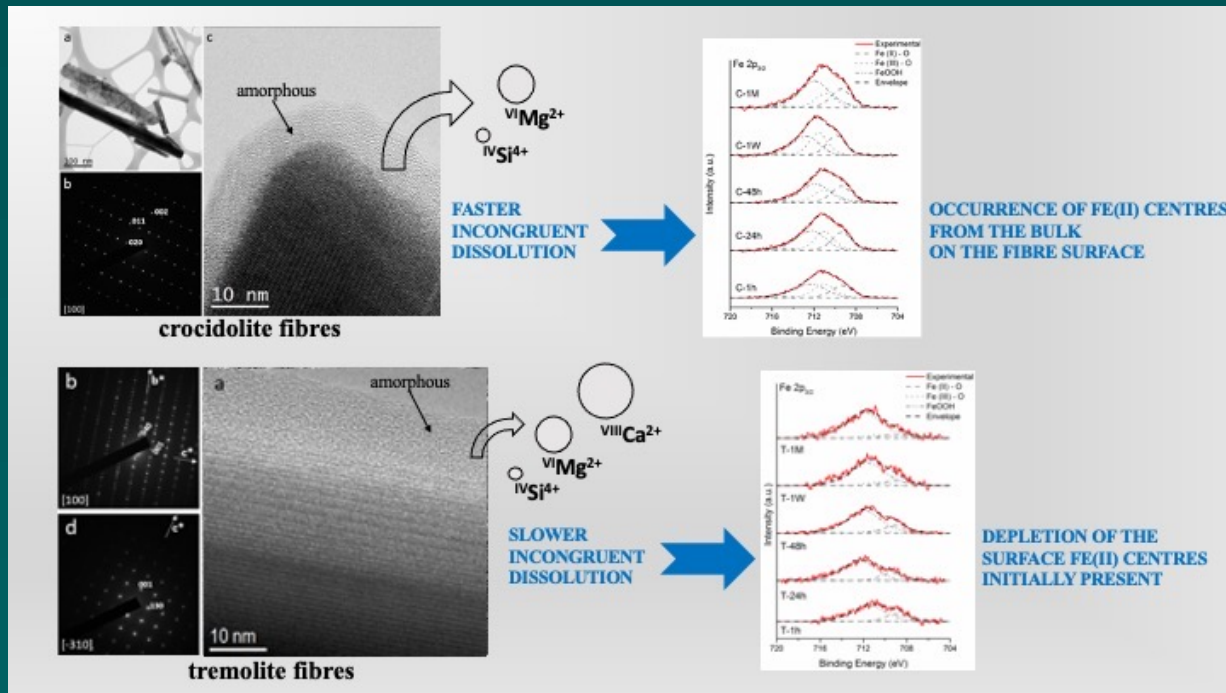 a
100 nm
b
002
011
020
[100]
c
amorphous
10 nm
crocidolite fibres
VIMg2+
IVSi4+
FASTER
INCONGRUENT
DISSOLUTION
Fe 2p3/2
Experimental
Fe (II) - O
Fe (III) - O
FeOOH
Envelope
C-1M
C-1W
C-48h
C-24h
C-1h
Intensity (a.u.)
720 716 712 708 704
Binding Energy (eV)
OCCURRENCE OF FE(II) CENTRES
FROM THE BULK
ON THE FIBRE SURFACE
b
b*
c*
[100]
d
c*
001
[-310]
a
amorphous
10 nm
tremolite fibres
VIIICa2+
VIMg2+
IVSi4+
SLOWER
INCONGRUENT
DISSOLUTION
Fe 2p3/2
Experimental
Fe (II) - O
Fe (III) - O
FeOOH
Envelope
T-1M
T-1W
T-48h
T-24h
T-1h
Intensity (a.u.)
720 716 712 708 704
Binding Energy (eV)
DEPLETION OF THE
SURFACE FE(II) CENTRES
INITIALLY PRESENT